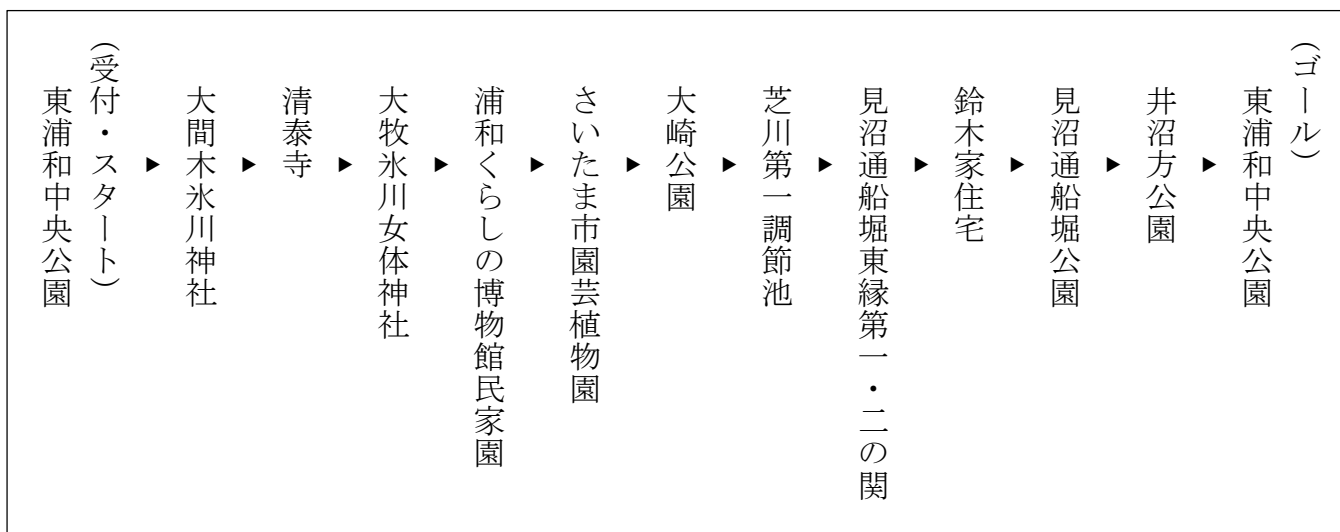 (受付・スタート)
東浦和中央公園
▶
大間木氷川神社
▶
清泰寺
▶
大牧氷川女体神社
▶
浦和くらしの博物館民家園
▶
さいたま市園芸植物園
▶
大崎公園
▶
芝川第一調節池
▶
見沼通船堀東縁第一・二の関
▶
鈴木家住宅
▶
見沼通船堀公園
▶
井沼方公園
▶
(ゴール)
東浦和中央公園